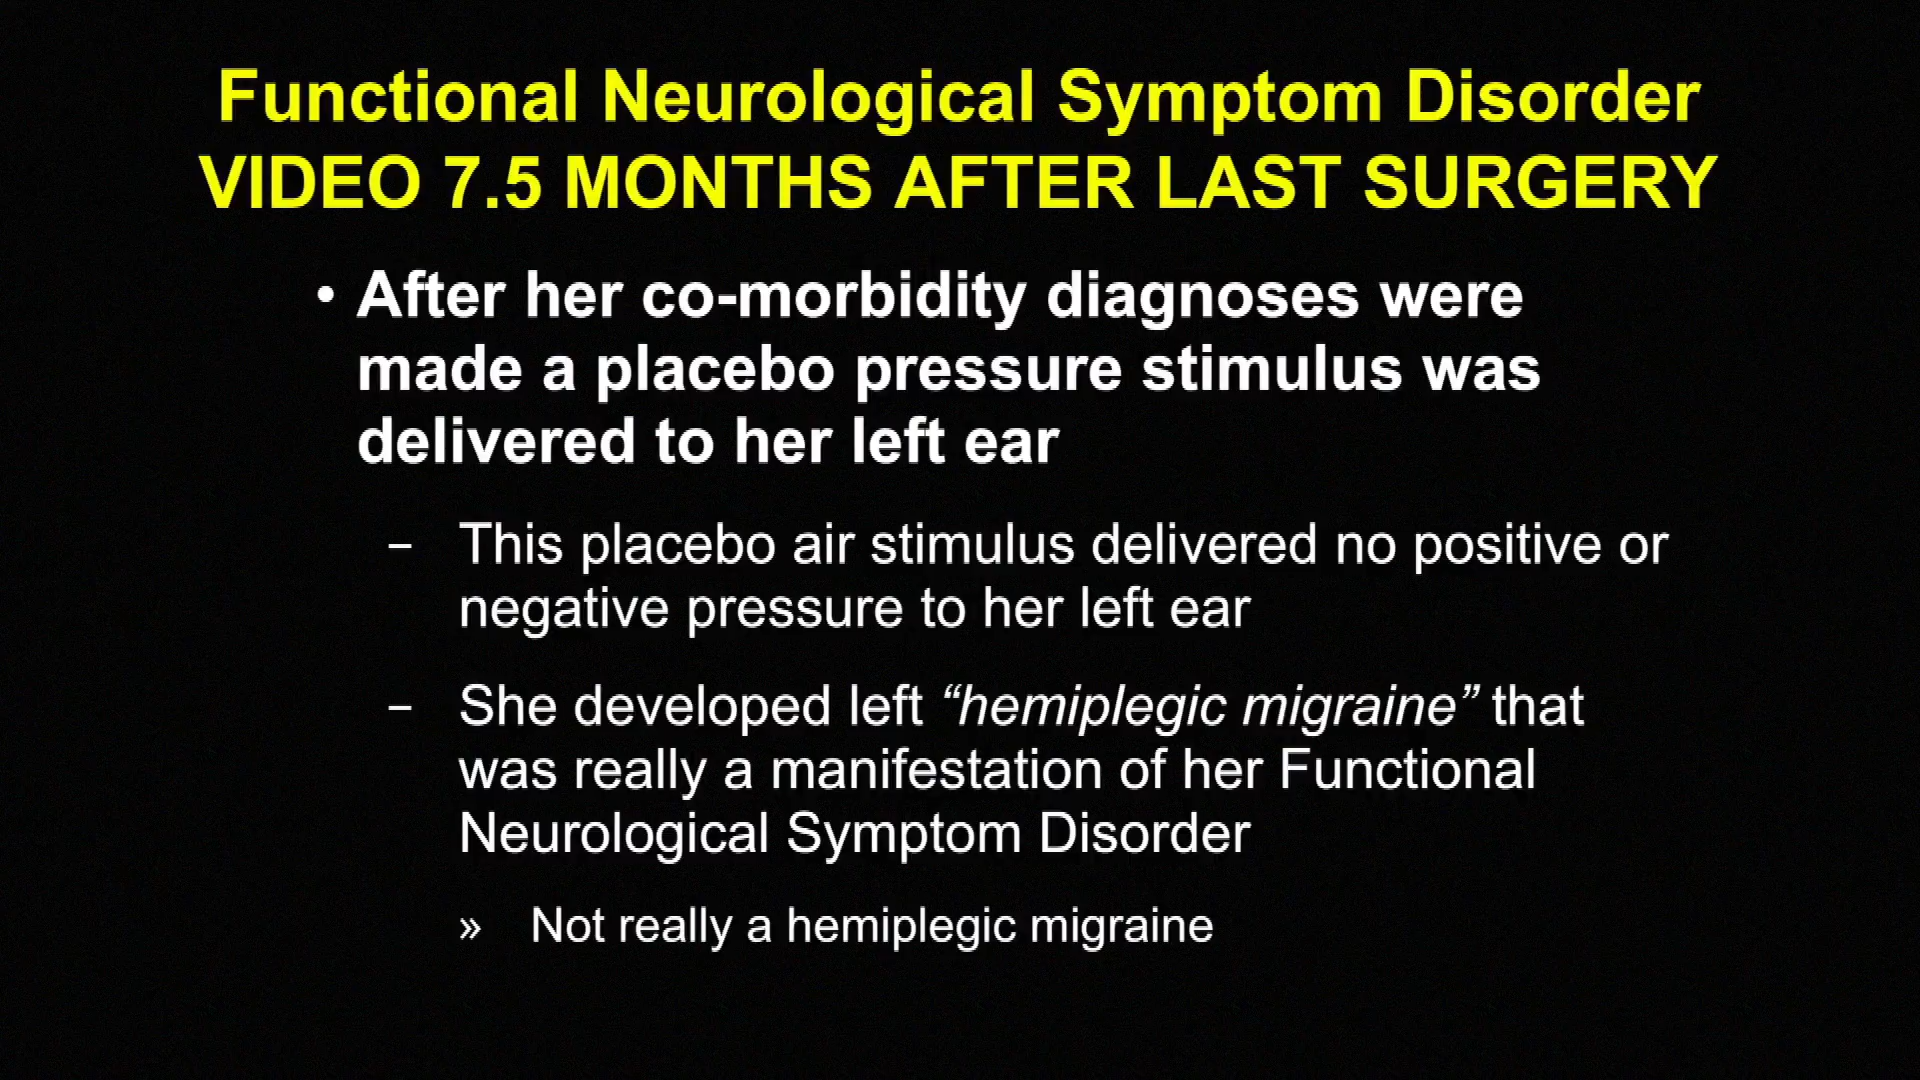 Functional Neurological Symptom Disorder
VIDEO 7.5 MONTHS AFTER LAST SURGERY
• After her co-morbidity diagnoses were
made a placebo pressure stimulus was
delivered to her left ear
– This placebo air stimulus delivered no positive or
negative pressure to her left ear
– She developed left “hemiplegic migraine” that
was really a manifestation of her Functional
Neurological Symptom Disorder
» Not really a hemiplegic migraine